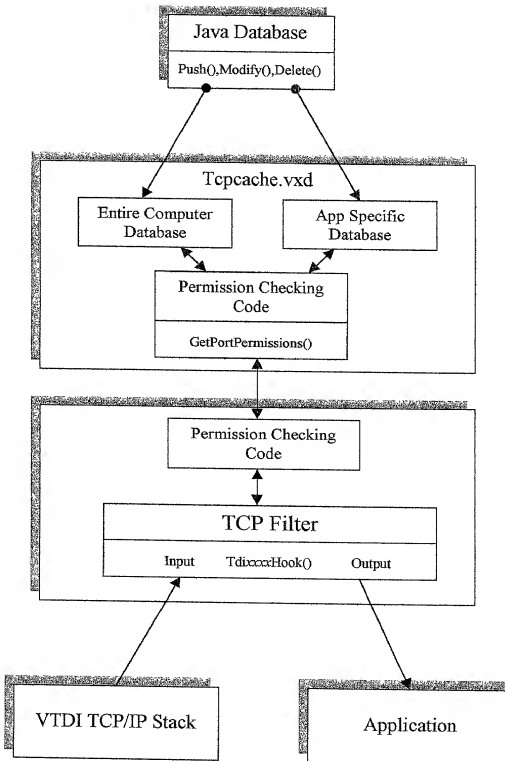 Java Database
Push(),Modify(),Delete()
Tcpcache.vxd
Entire Computer
Database
App Specific
Database
Permission Checking
Code
GetPortPermissions()
Permission Checking
Code
TCP Filter
Input TdixxxxHook() Output
VTDI TCP/IP Stack
Application